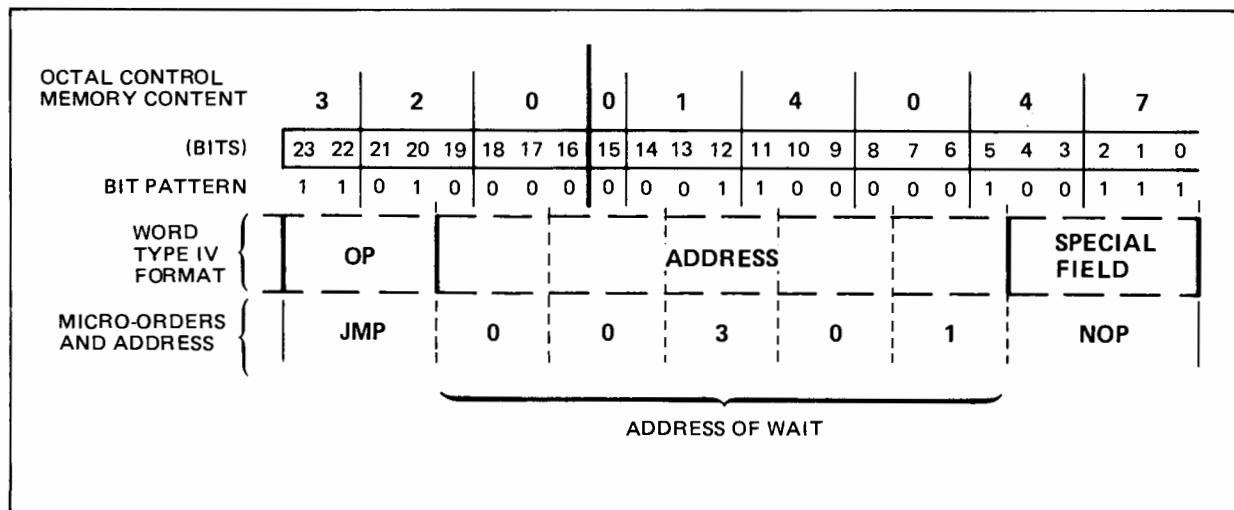 OCTAL CONTROL
MEMORY CONTENT 3 2 0 0 1 4 0 4 7
(BITS) 23 22 21 20 19 18 17 16 15 14 13 12 11 10 9 8 7 6 5 4 3 2 1 0
BIT PATTERN 1 1 0 1 0 0 0 0 0 0 0 1 1 0 0 0 0 0 1 0 0 1 1 1
WORD
TYPE IV
FORMAT
OP ADDRESS SPECIAL
FIELD
MICRO-ORDERS
AND ADDRESS JMP 0 0 3 0 1 NOP
ADDRESS OF WAIT